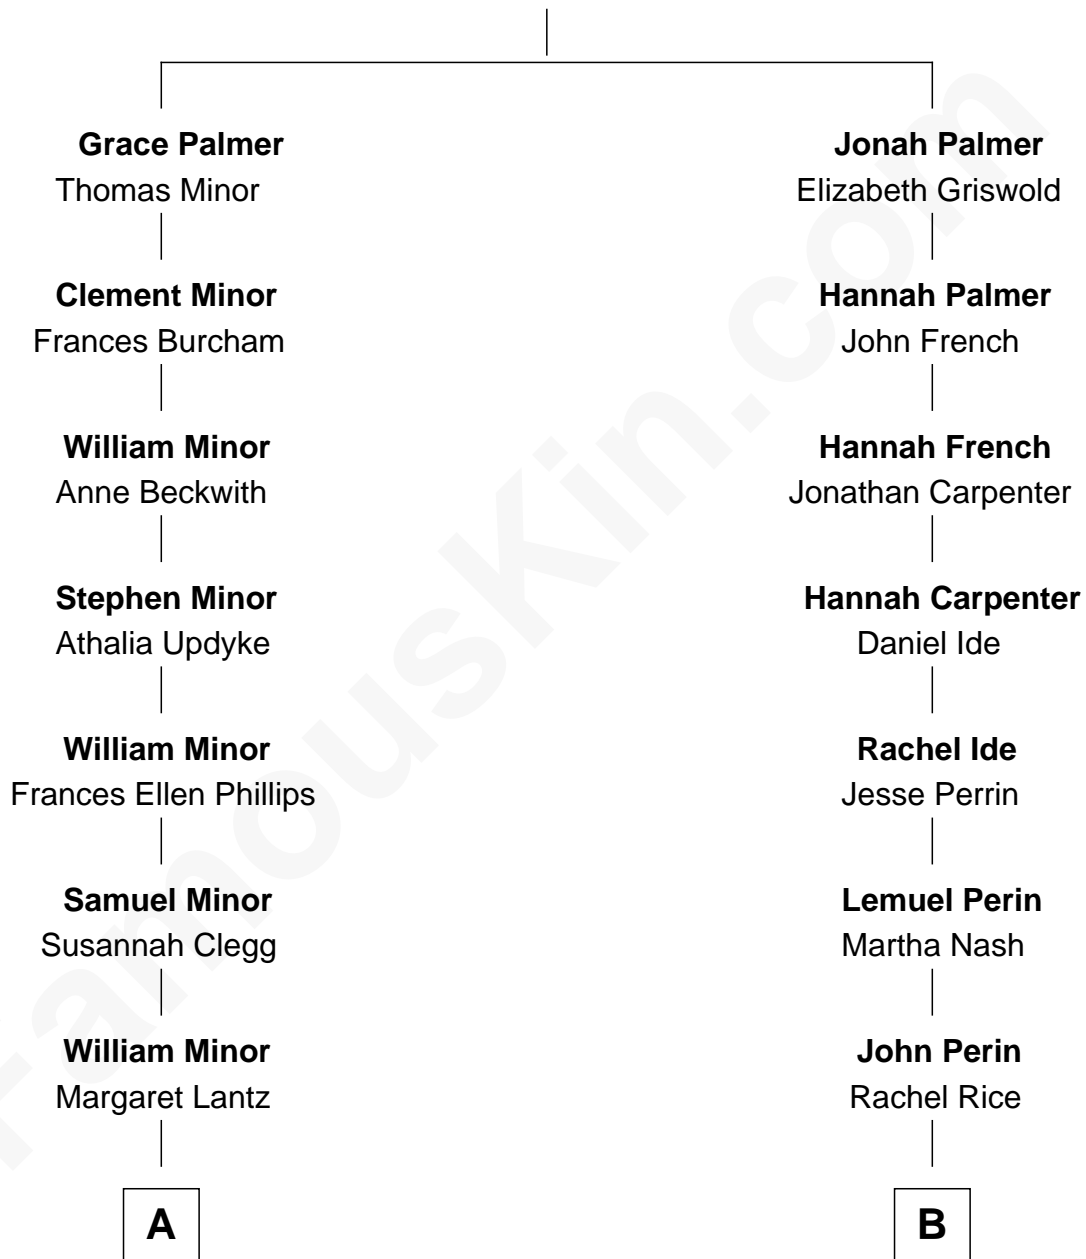 Grace Palmer
Thomas Minor
Clement Minor
Frances Burcham
William Minor
Anne Beckwith
Stephen Minor
Athalia Updyke
William Minor
Frances Ellen Phillips
Samuel Minor
Susannah Clegg
William Minor
Margaret Lantz
A
Jonah Palmer
Elizabeth Griswold
Hannah Palmer
John French
Hannah French
Jonathan Carpenter
Hannah Carpenter
Daniel Ide
Rachel Ide
Jesse Perrin
Lemuel Perin
Martha Nash
John Perin
Rachel Rice
B
FamousKin.com